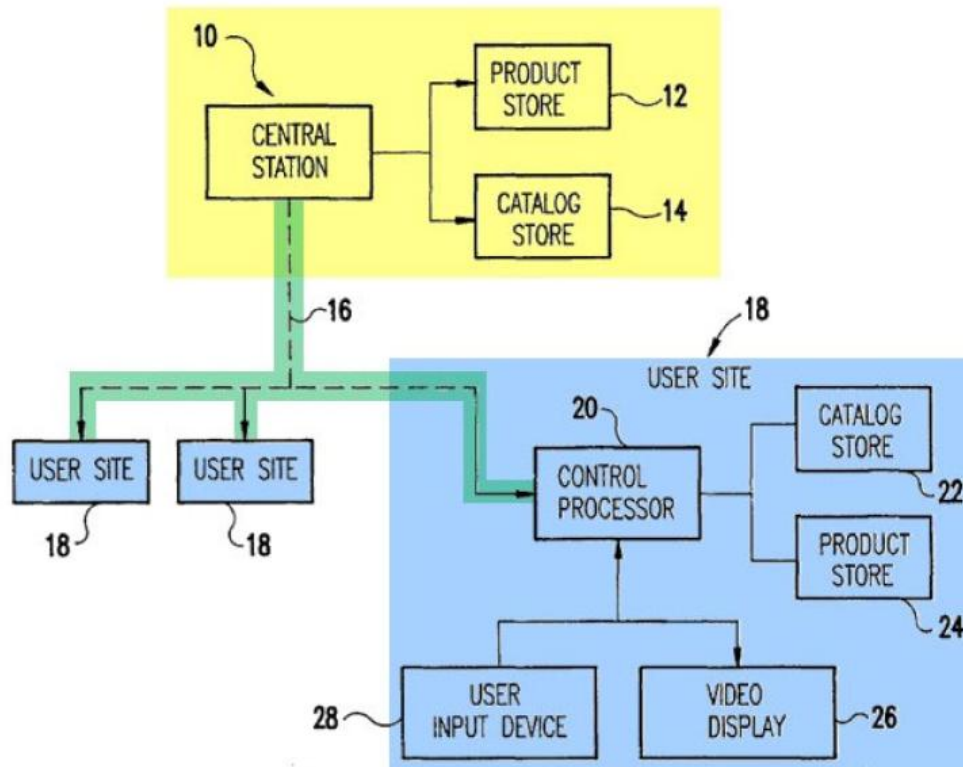 10
PRODUCT
STORE
12
CENTRAL
STATION
CATALOG
STORE
14
16
18
USER SITE
20
CATALOG
STORE
22
USER SITE
18
USER SITE
18
CONTROL
PROCESSOR
PRODUCT
STORE
24
28
USER
INPUT DEVICE
VIDEO
DISPLAY
26